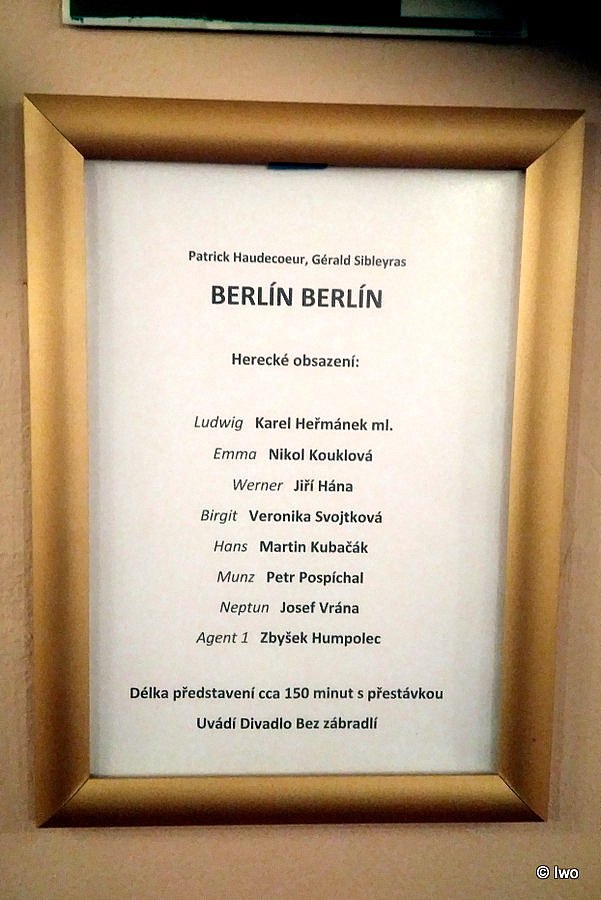 Patrick Haudecoeur, Gérald Sibleyras
BERLÍN BERLÍN
Herecké obsazení:
Ludwig Karel Heřmánek ml.
Emma Nikol Kouklová
Werner Jiří Hána
Birgit Veronika Svojtková
Hans Martin Kubačák
Munz Petr Pospíchal
Neptun Josef Vrána
Agent 1 Zbyšek Humpolec
Délka představení cca 150 minut s přestávkou
Uvádí Divadlo Bez zábradlí
© Iwo